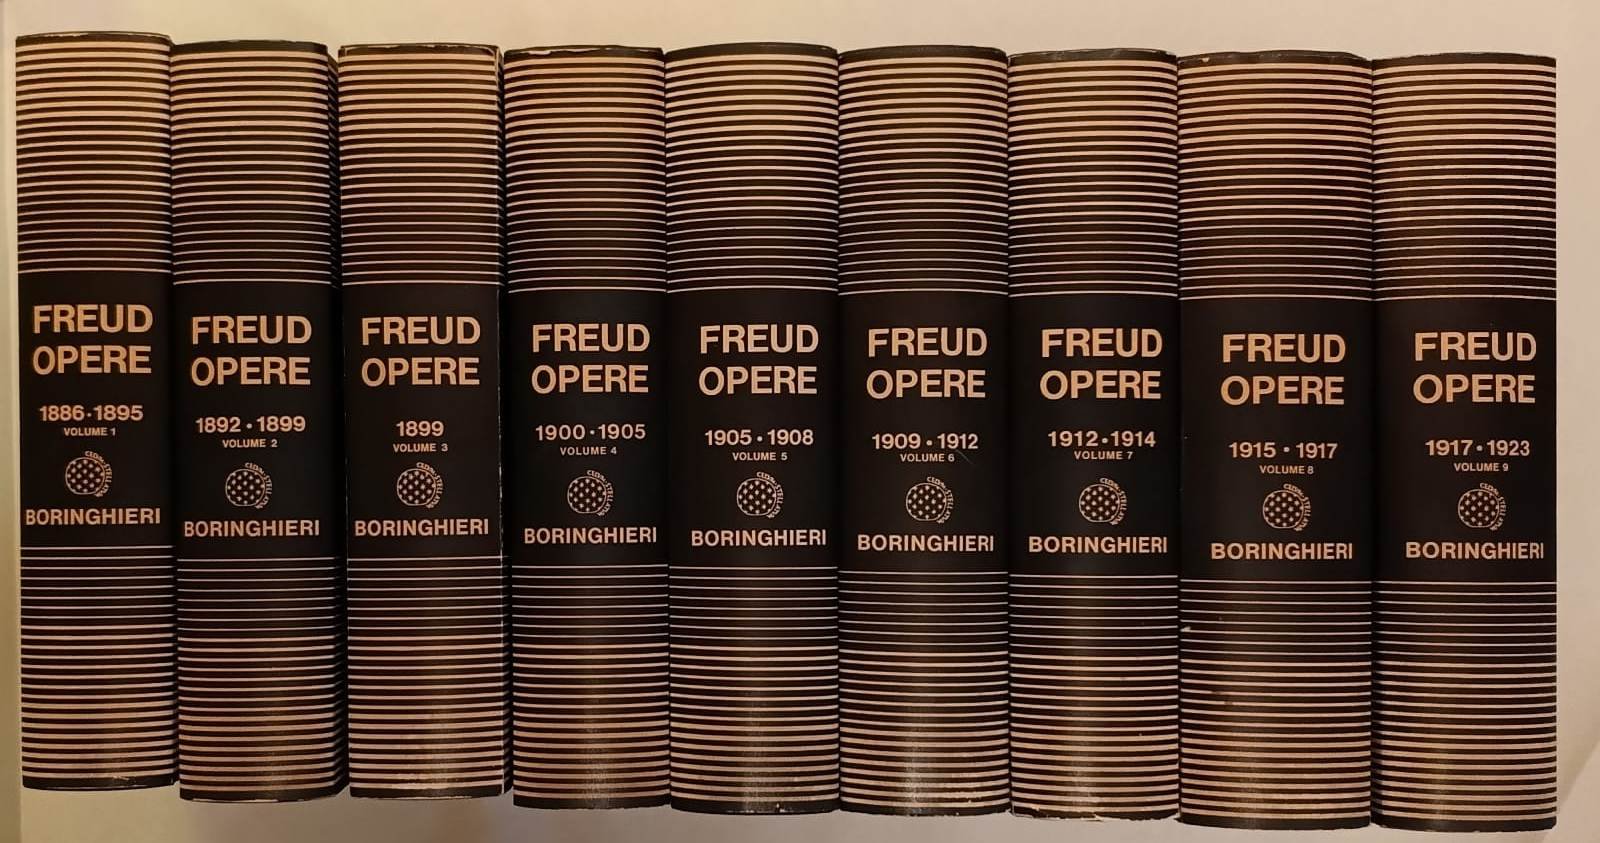 FREUD
OPERE
1886·1895
VOLUME 1
BORINGHIERI
FREUD
OPERE
1892·1899
VOLUME 2
BORINGHIERI
FREUD
OPERE
1899
VOLUME 3
BORINGHIERI
FREUD
OPERE
1900·1905
VOLUME 4
BORINGHIERI
FREUD
OPERE
1905·1908
VOLUME 5
BORINGHIERI
FREUD
OPERE
1909·1912
VOLUME 6
BORINGHIERI
FREUD
OPERE
1912·1914
VOLUME 7
BORINGHIERI
FREUD
OPERE
1915·1917
VOLUME 8
BORINGHIERI
FREUD
OPERE
1917·1923
VOLUME 9
BORINGHIERI